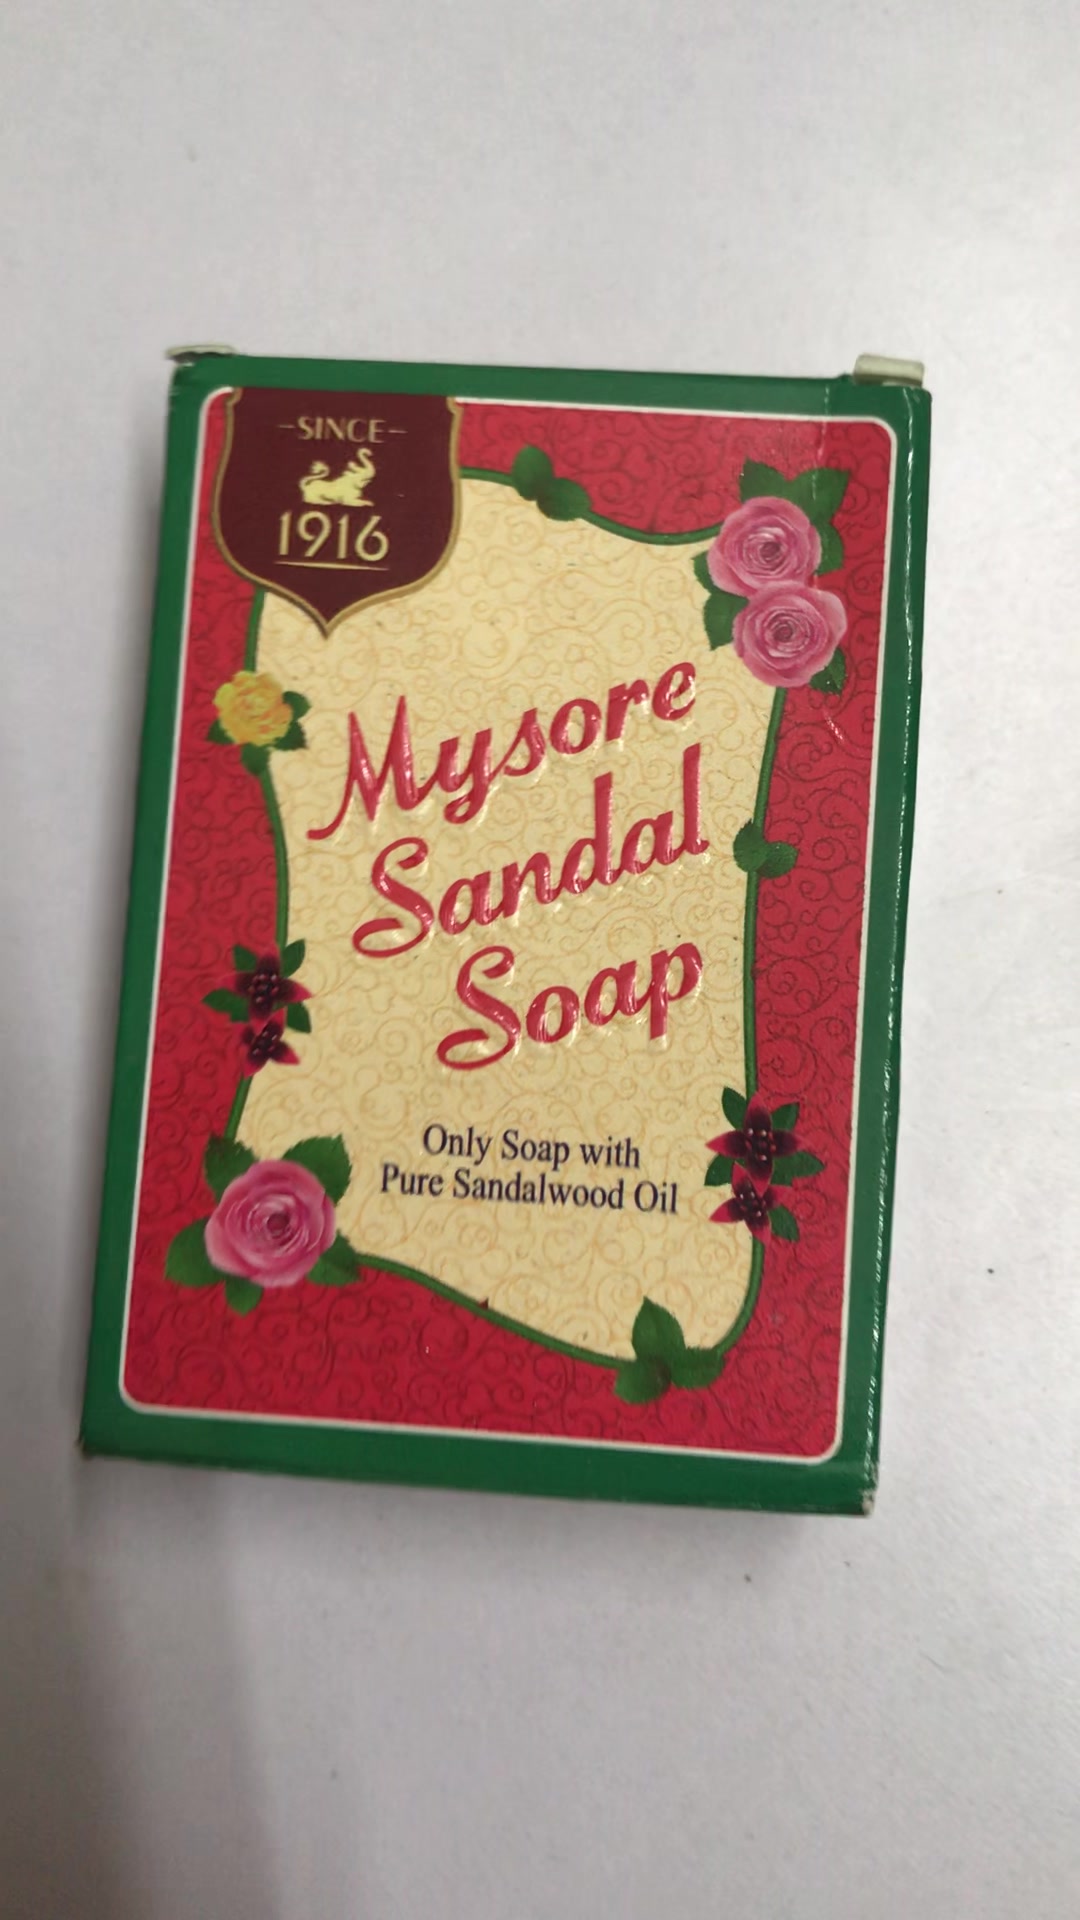 -SINCE-
1916
Mysore
Sandal
Soap
Only Soap with
Pure Sandalwood Oil